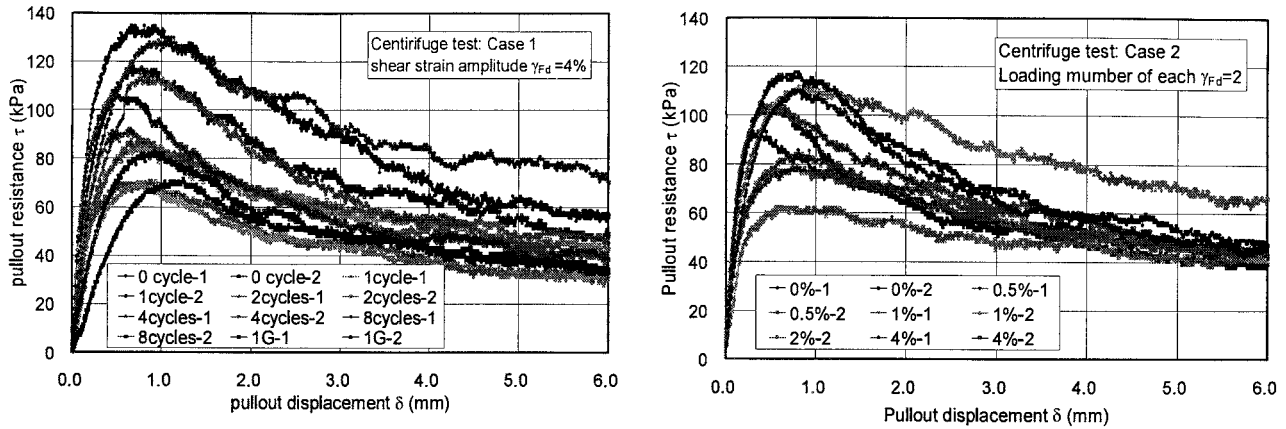 140
120
100
80
60
40
20
0
pullout resistance τ (kPa)
Centirifuge test: Case 1
shear strain amplitude γFd=4%
0 cycle-1 0 cycle-2 1cycle-1
1cycle-2 2cycles-1 2cycles-2
4cycles-1 4cycles-2 8cycles-1
8cycles-2 1G-1 1G-2
0.0 1.0 2.0 3.0 4.0 5.0 6.0
pullout displacement δ (mm)
140
120
100
80
60
40
20
0
Pullout resistance τ (kPa)
Centrifuge test: Case 2
Loading mumber of each γFd=2
0%-1 0%-2 0.5%-1
0.5%-2 1%-1 1%-2
2%-2 4%-1 4%-2
0.0 1.0 2.0 3.0 4.0 5.0 6.0
Pullout displacement δ (mm)